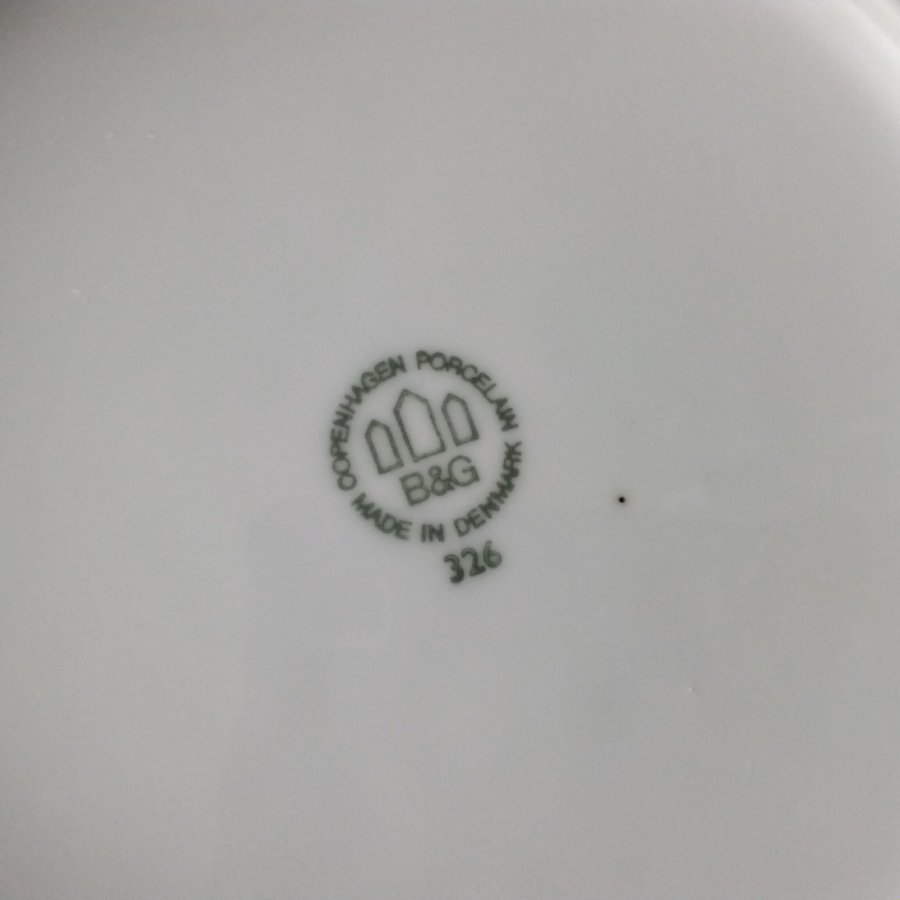 COPENHAGEN PORCELAIN
B&G
MADE IN DENMARK
326